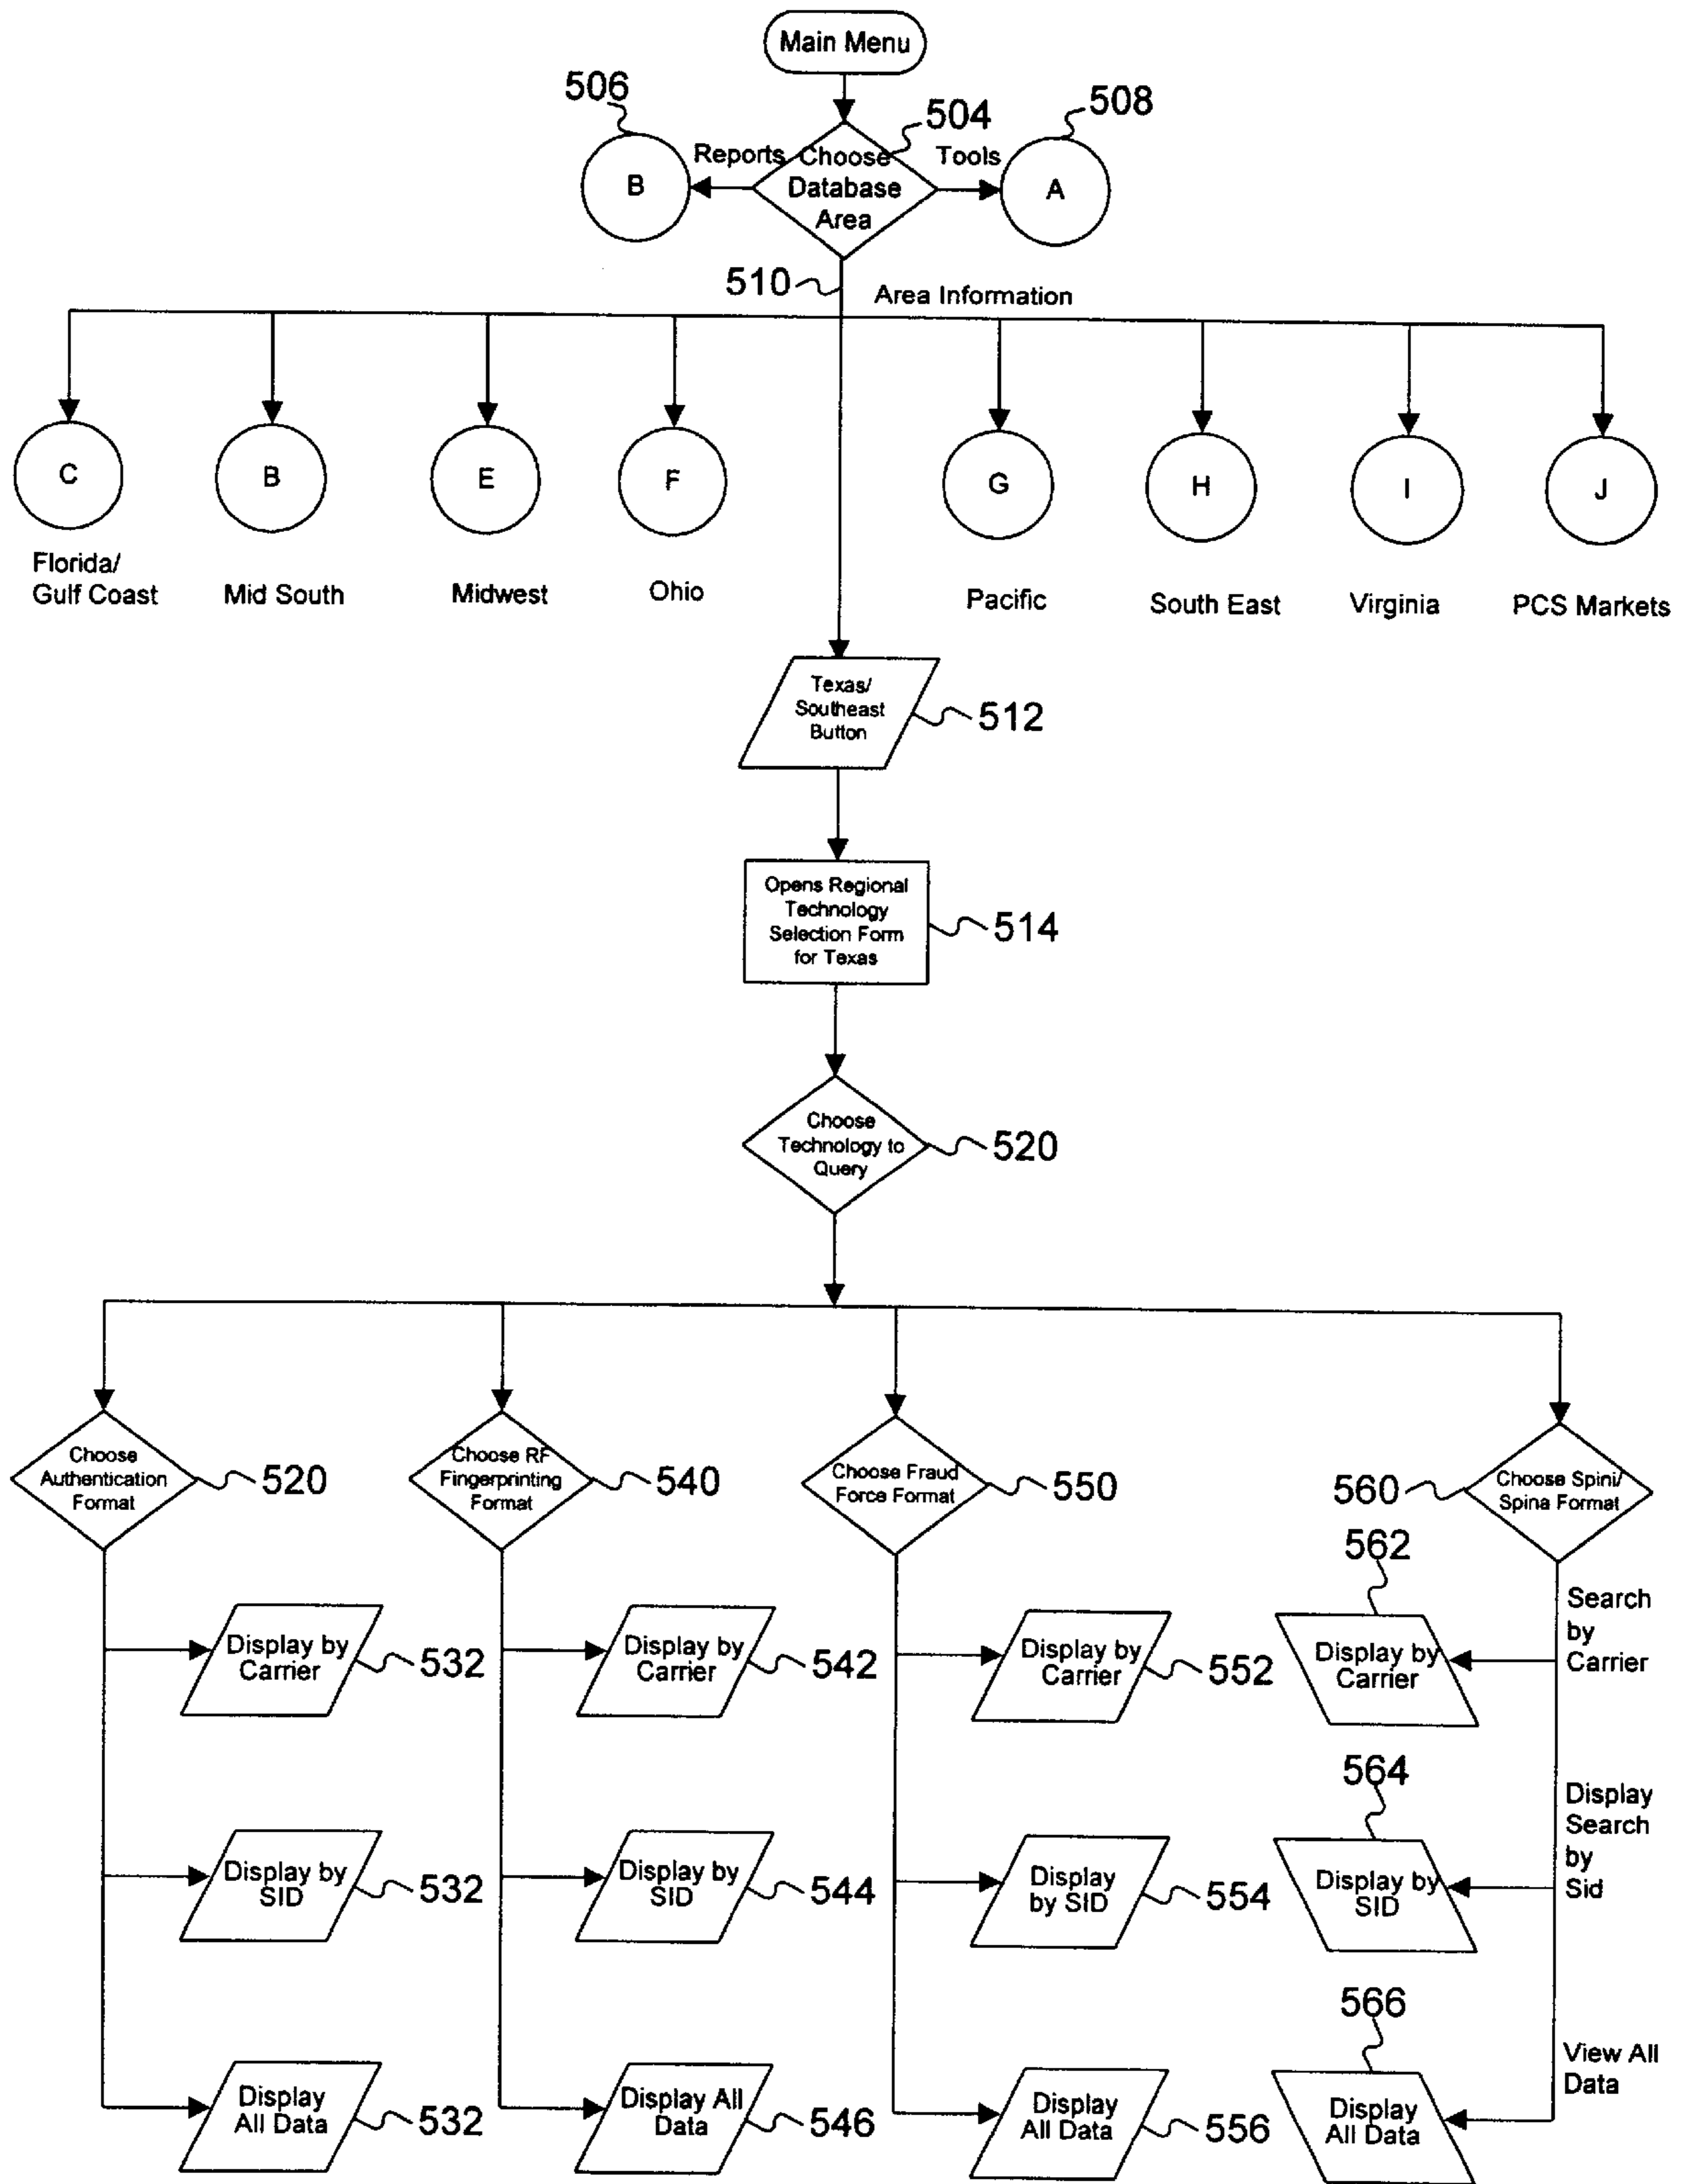 Main Menu
506
504
508
Reports
Choose
Database
Area
Tools
B
A
510
Area Information
C
B
E
F
G
H
I
J
Florida/
Gulf Coast
Mid South
Midwest
Ohio
Pacific
South East
Virginia
PCS Markets
Texas/
Southeast
Button
512
Opens Regional
Technology
Selection Form
for Texas
514
Choose
Technology to
Query
520
Choose
Authentication
Format
520
Choose RF
Fingerprinting
Format
540
Choose Fraud
Force Format
550
560
Choose Spini/
Spina Format
562
Search
by
Carrier
Display by
Carrier
532
Display by
Carrier
542
Display by
Carrier
552
Display by
Carrier
564
Display
Search
by
Sid
Display by
SID
532
Display by
SID
544
Display
by SID
554
Display by
SID
566
View All
Data
Display
All Data
532
Display All
Data
546
Display
All Data
556
Display
All Data